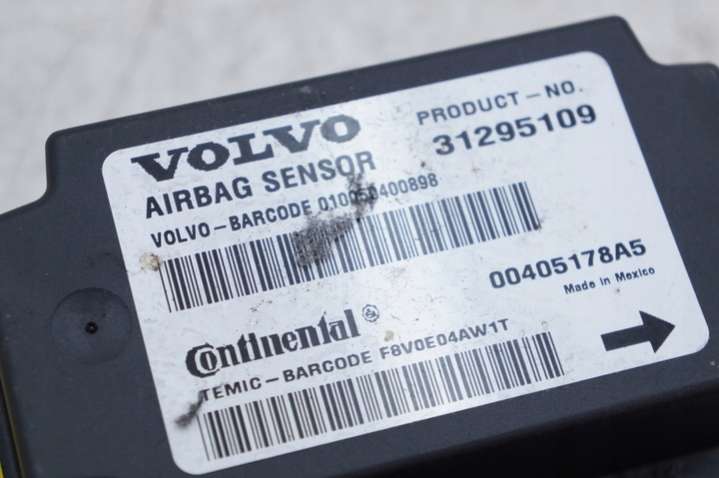 VOLVO
PRODUCT-NO.
31295109
AIRBAG SENSOR
VOLVO-BARCODE
00405178A5
Made in Mexico
Continental
TEMIC-BARCODE F8V0E04AW1T